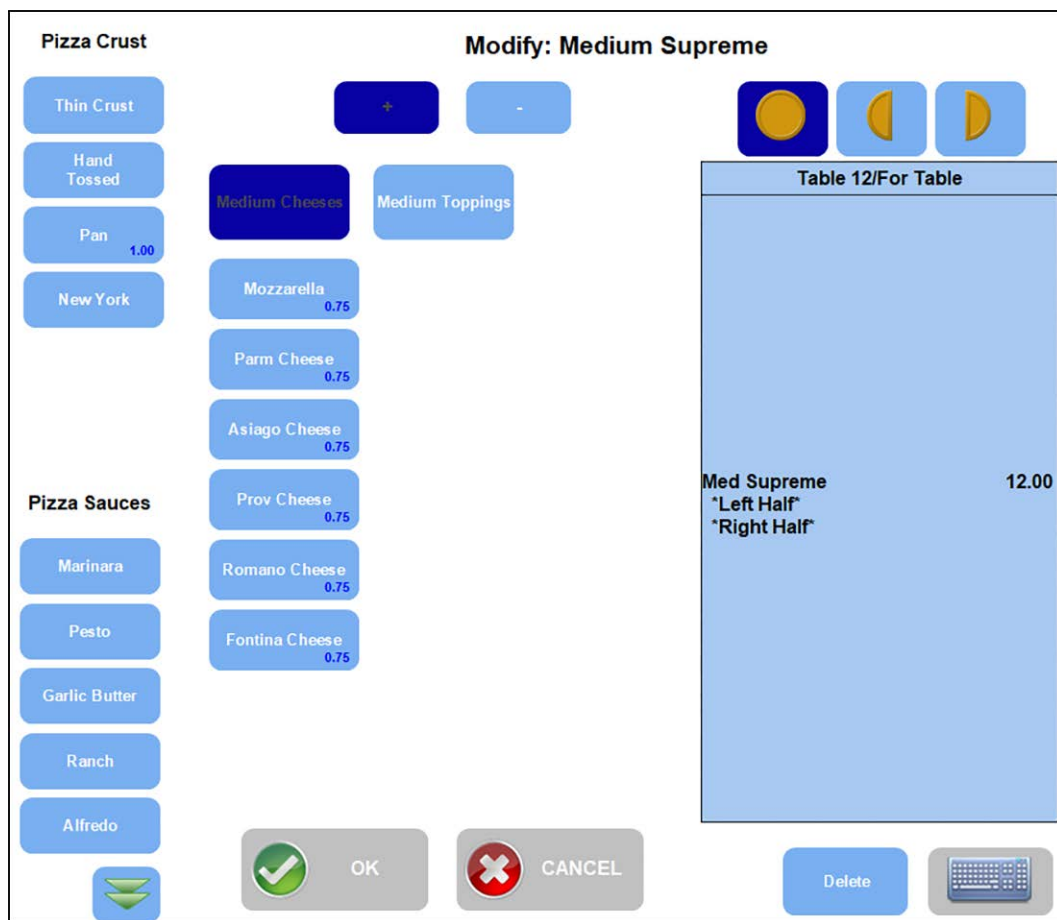 Pizza Crust
Modify: Medium Supreme
Thin Crust
Hand
Tossed
Pan
1.00
New York
+
-
Medium Cheeses
Medium Toppings
Mozzarella
0.75
Parm Cheese
0.75
Asiago Cheese
0.75
Prov Cheese
0.75
Romano Cheese
0.75
Fontina Cheese
0.75
Pizza Sauces
Marinara
Pesto
Garlic Butter
Ranch
Alfredo
Table 12/For Table
Med Supreme 12.00
*Left Half*
*Right Half*
OK
CANCEL
Delete